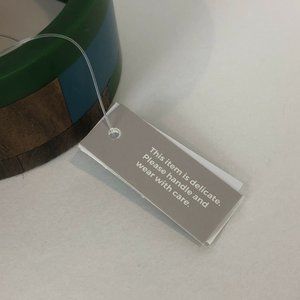 This item is delicate.
Please handle and
wear with care.